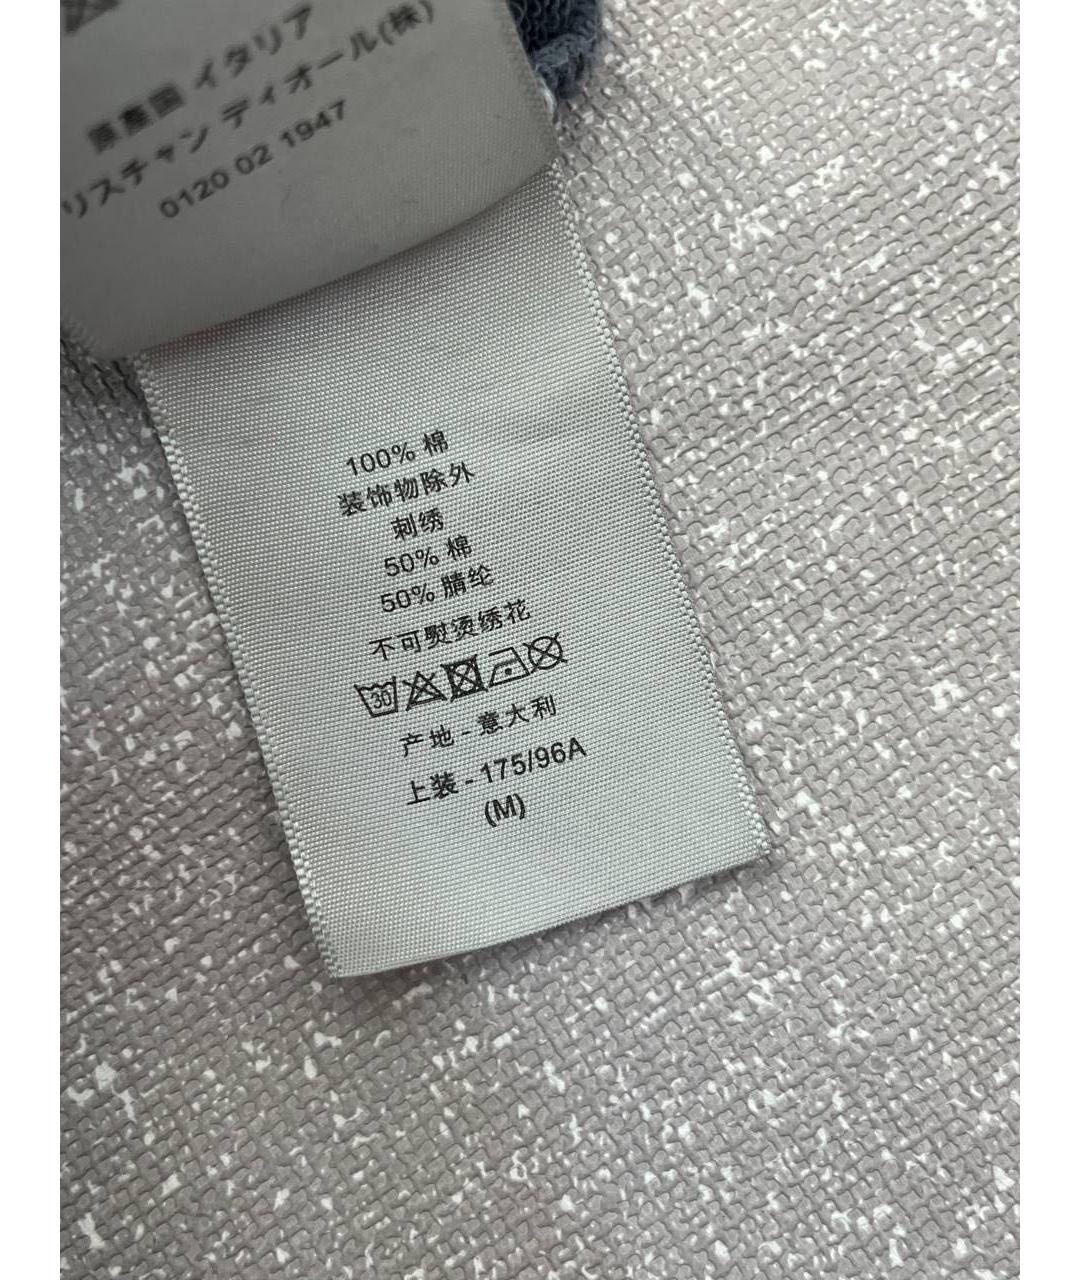 原産国 イタリア
リスチャン ディオール(株)
0120 02 1947
100% 棉
装饰物除外
刺绣
50% 棉
50% 腈纶
不可熨烫绣花
30
产地 - 意大利
上装 - 175/96A
(M)